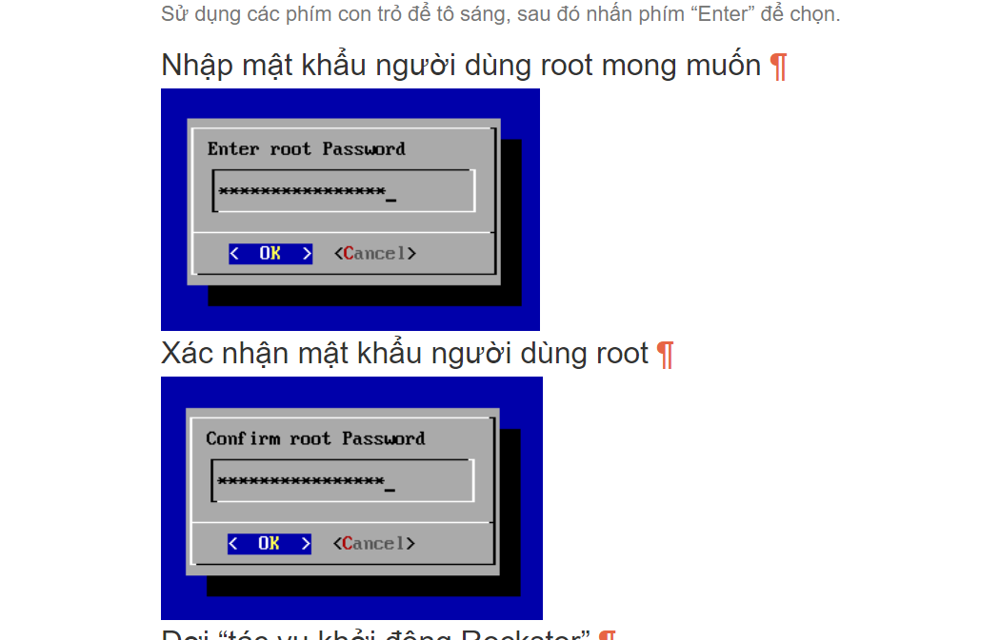 Sử dụng các phím con trỏ để tô sáng, sau đó nhấn phím “Enter” để chọn.
Nhập mật khẩu người dùng root mong muốn ¶
Enter root Password
****************_
< OK > <Cancel>
Xác nhận mật khẩu người dùng root ¶
Confirm root Password
****************_
< OK > <Cancel>
Đợi “tác vụ khởi động Rockstor” ¶